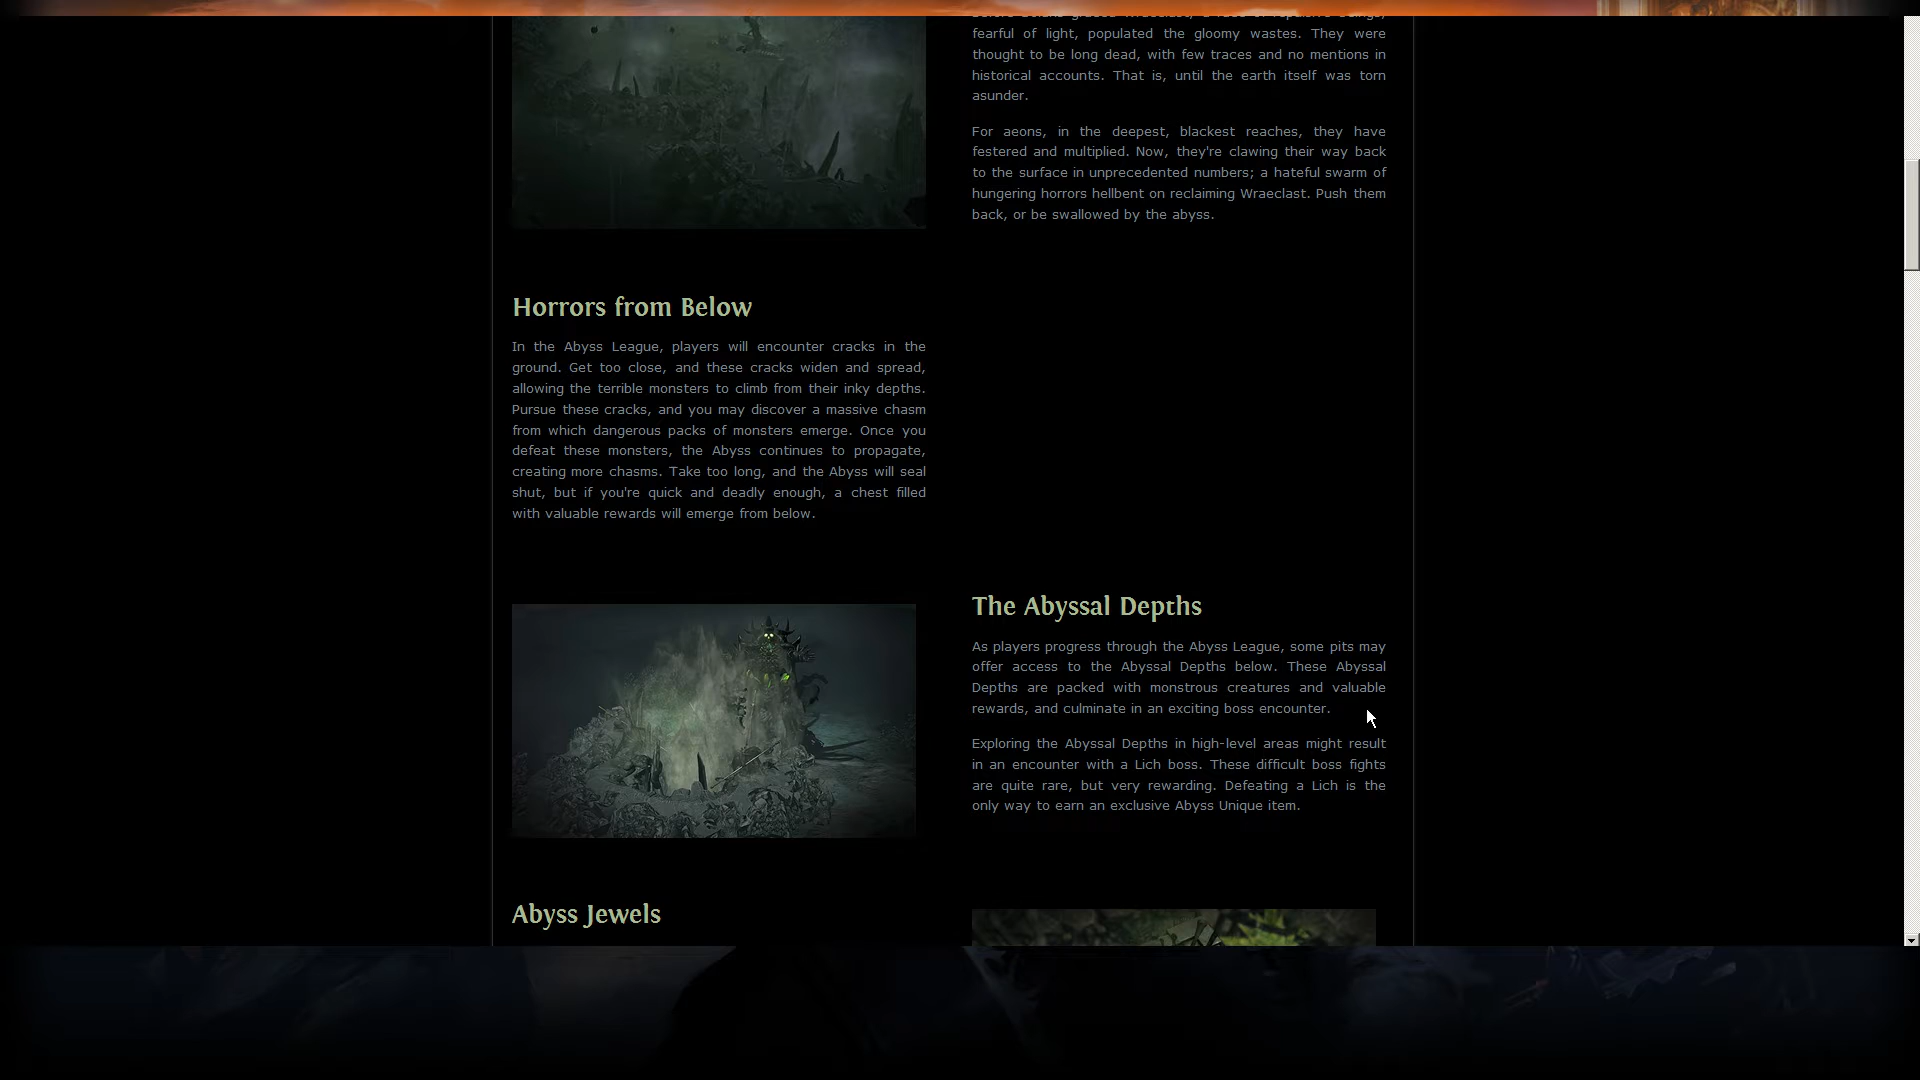 fearful of light, populated the gloomy wastes. They were
thought to be long dead, with few traces and no mentions in
historical accounts. That is, until the earth itself was torn
asunder.
For aeons, in the deepest, blackest reaches, they have
festered and multiplied. Now, they're clawing their way back
to the surface in unprecedented numbers; a hateful swarm of
hungering horrors hellbent on reclaiming Wraeclast. Push them
back, or be swallowed by the abyss.
Horrors from Below
In the Abyss League, players will encounter cracks in the
ground. Get too close, and these cracks widen and spread,
allowing the terrible monsters to climb from their inky depths.
Pursue these cracks, and you may discover a massive chasm
from which dangerous packs of monsters emerge. Once you
defeat these monsters, the Abyss continues to propagate,
creating more chasms. Take too long, and the Abyss will seal
shut, but if you're quick and deadly enough, a chest filled
with valuable rewards will emerge from below.
The Abyssal Depths
As players progress through the Abyss League, some pits may
offer access to the Abyssal Depths below. These Abyssal
Depths are packed with monstrous creatures and valuable
rewards, and culminate in an exciting boss encounter.
Exploring the Abyssal Depths in high-level areas might result
in an encounter with a Lich boss. These difficult boss fights
are quite rare, but very rewarding. Defeating a Lich is the
only way to earn an exclusive Abyss Unique item.
Abyss Jewels